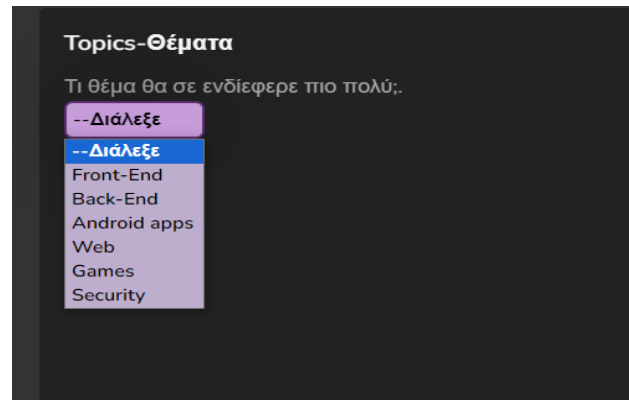 Topics-Θέματα
Τι θέμα θα σε ενδίεφερε πιο πολύ;.
--Διάλεξε
--Διάλεξε
Front-End
Back-End
Android apps
Web
Games
Security